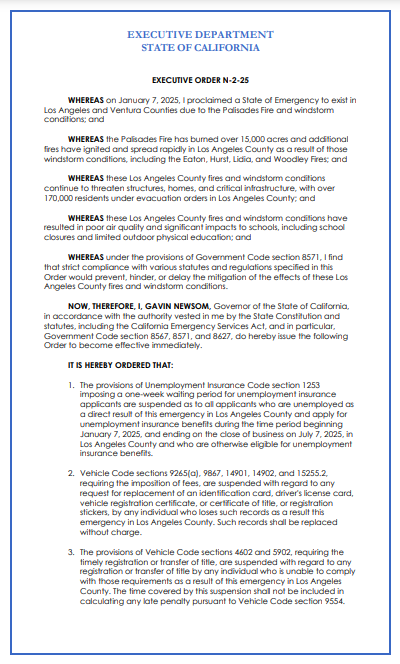 EXECUTIVE DEPARTMENT
STATE OF CALIFORNIA
EXECUTIVE ORDER N-2-25
WHEREAS on January 7, 2025, I proclaimed a State of Emergency to exist in
Los Angeles and Ventura Counties due to the Palisades Fire and windstorm
conditions; and
WHEREAS the Palisades Fire has burned over 15,000 acres and additional
fires have ignited and spread rapidly in Los Angeles County as a result of those
windstorm conditions, including the Eaton, Hurst, Lidia, and Woodley Fires; and
WHEREAS these Los Angeles County fires and windstorm conditions
continue to threaten structures, homes, and critical infrastructure, with over
170,000 residents under evacuation orders in Los Angeles County; and
WHEREAS these Los Angeles County fires and windstorm conditions have
resulted in poor air quality and significant impacts to schools, including school
closures and limited outdoor physical education; and
WHEREAS under the provisions of Government Code section 8571, I find
that strict compliance with various statutes and regulations specified in this
Order would prevent, hinder, or delay the mitigation of the effects of these Los
Angeles County fires and windstorm conditions.
NOW, THEREFORE, I, GAVIN NEWSOM, Governor of the State of California,
in accordance with the authority vested in me by the State Constitution and
statutes, including the California Emergency Services Act, and in particular,
Government Code section 8567, 8571, and 8627, do hereby issue the following
Order to become effective immediately.
IT IS HEREBY ORDERED THAT:
1. The provisions of Unemployment Insurance Code section 1253
imposing a one-week waiting period for unemployment insurance
applicants are suspended as to all applicants who are unemployed as
a direct result of this emergency in Los Angeles County and apply for
unemployment insurance benefits during the time period beginning
January 7, 2025, and ending on the close of business on July 7, 2025, in
Los Angeles County and who are otherwise eligible for unemployment
insurance benefits.
2. Vehicle Code sections 9265(a), 9867, 14901, 14902, and 15255.2,
requiring the imposition of fees, are suspended with regard to any
request for replacement of an identification card, driver's license card,
vehicle registration certificate, or certificate of title, or registration
stickers, by any individual who loses such records as a result this
emergency in Los Angeles County. Such records shall be replaced
without charge.
3. The provisions of Vehicle Code sections 4602 and 5902, requiring the
timely registration or transfer of title, are suspended with regard to any
registration or transfer of title by any individual who is unable to comply
with those requirements as a result of this emergency in Los Angeles
County. The time covered by this suspension shall not be included in
calculating any late penalty pursuant to Vehicle Code section 9554.